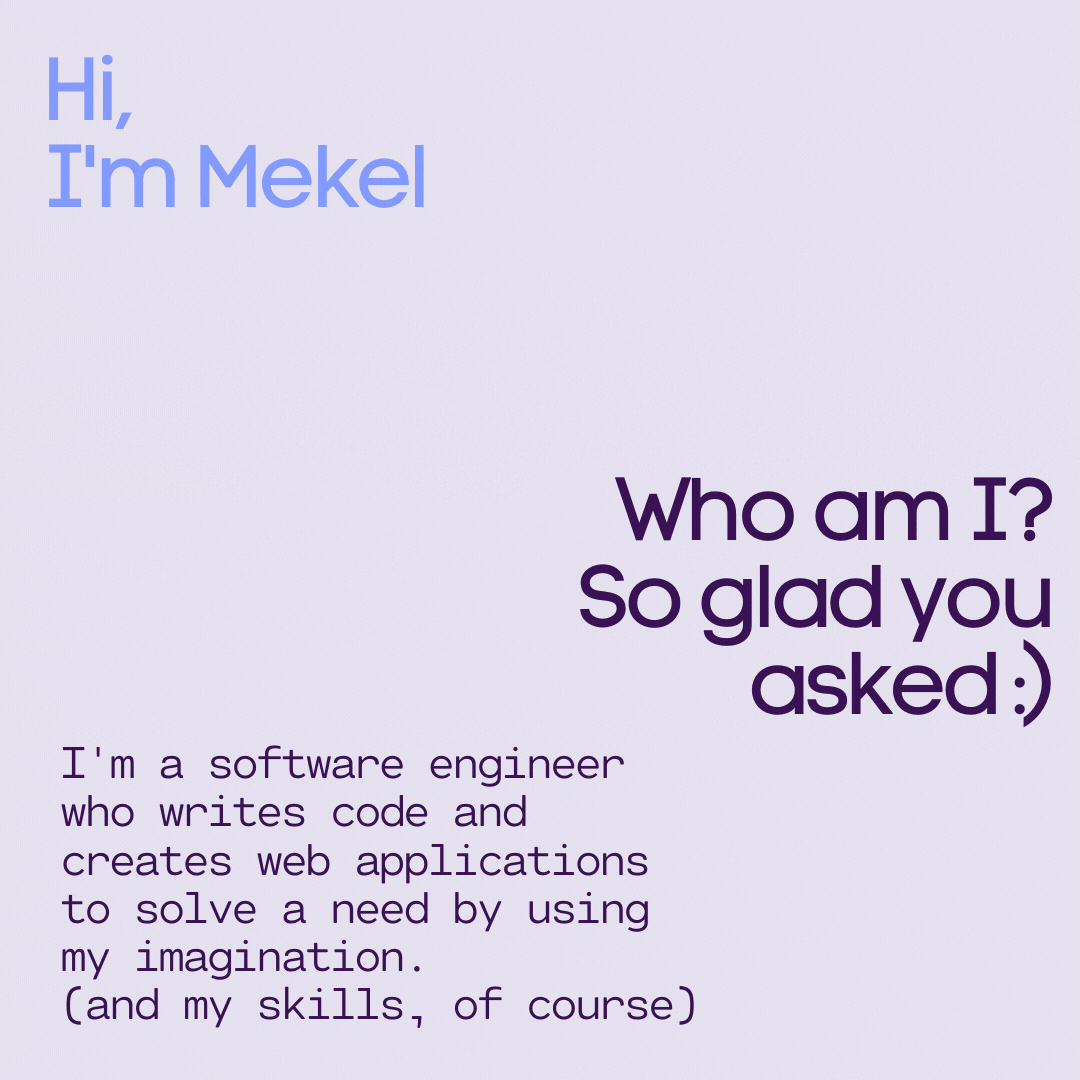 Hi,
I'm Mekel
Who am I?
So glad you
asked :)
I'm a software engineer
who writes code and
creates web applications
to solve a need by using
my imagination.
(and my skills, of course)